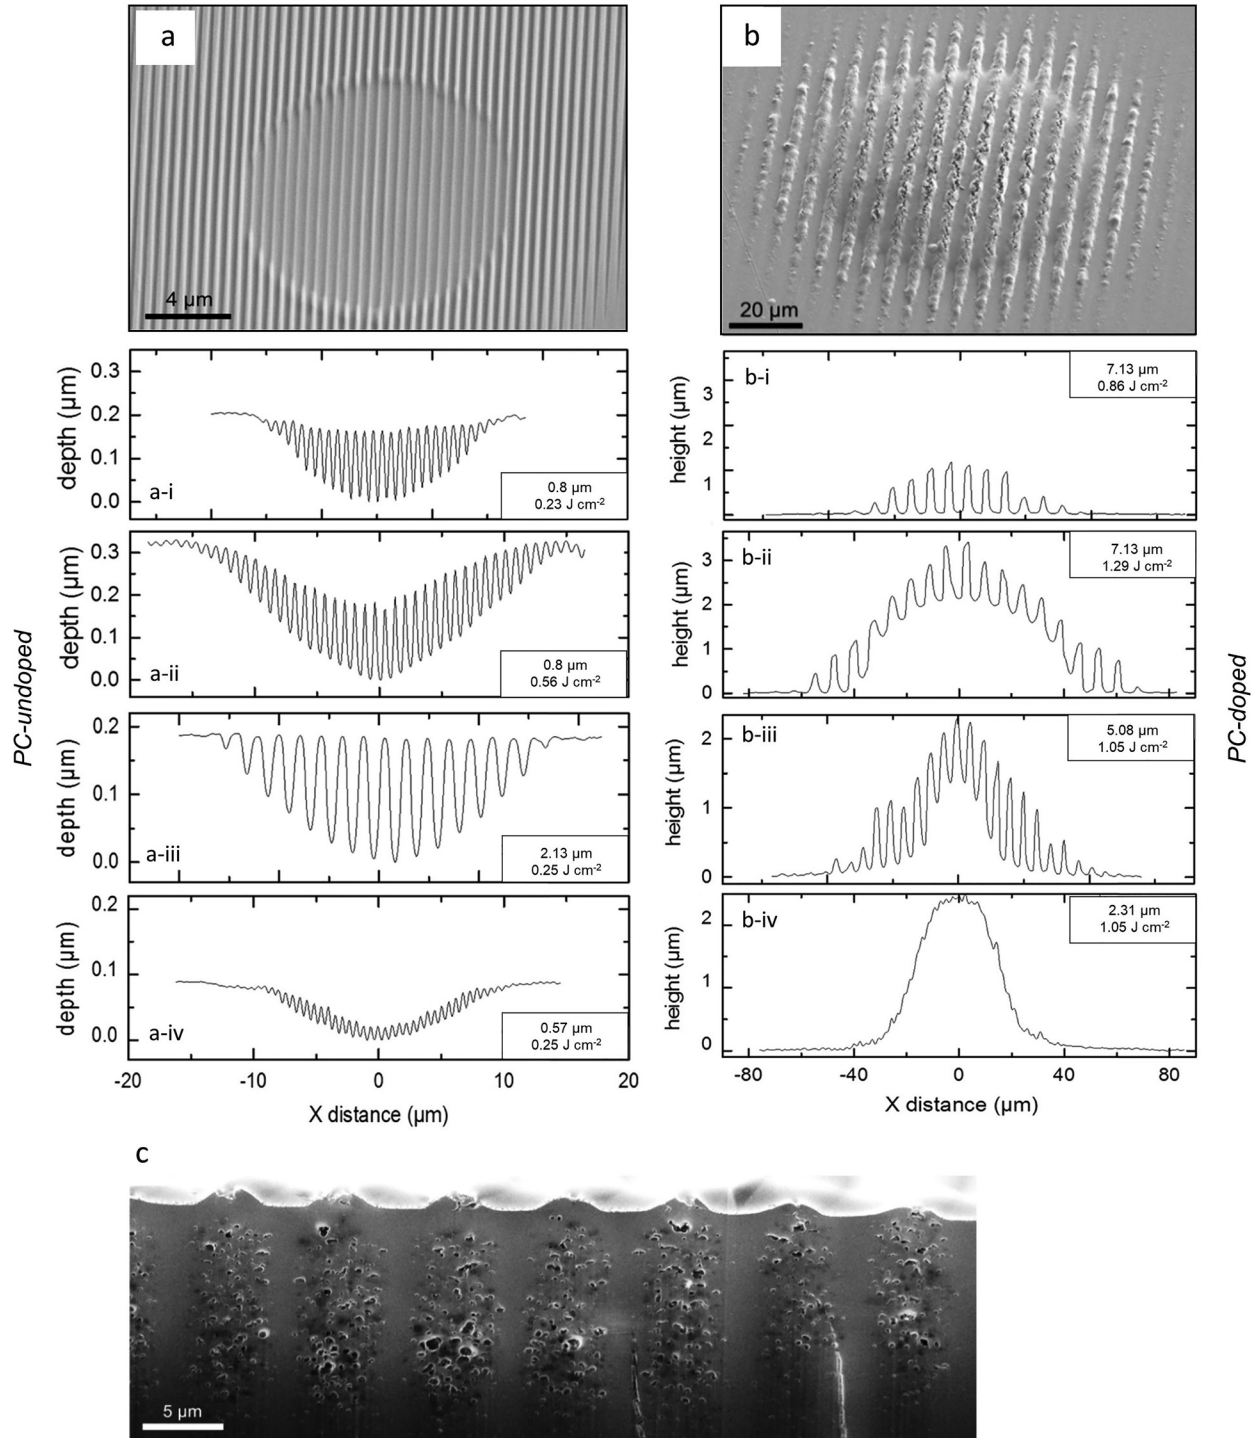 a
4 µm
b
20 µm
PC-undoped
depth (µm)
0.3
0.2
0.1
0.0
a-i
0.8 µm
0.23 J cm-2
depth (µm)
0.3
0.2
0.1
0.0
a-ii
0.8 µm
0.56 J cm-2
depth (µm)
0.2
0.1
0.0
a-iii
2.13 µm
0.25 J cm-2
depth (µm)
0.2
0.1
0.0
a-iv
0.57 µm
0.25 J cm-2
-20 -10 0 10 20
X distance (µm)
height (µm)
3
2
1
b-i
7.13 µm
0.86 J cm-2
height (µm)
3
2
1
0
b-ii
7.13 µm
1.29 J cm-2
height (µm)
2
1
0
b-iii
5.08 µm
1.05 J cm-2
height (µm)
2
1
0
b-iv
2.31 µm
1.05 J cm-2
-80 -40 0 40 80
X distance (µm)
PC-doped
c
5 µm